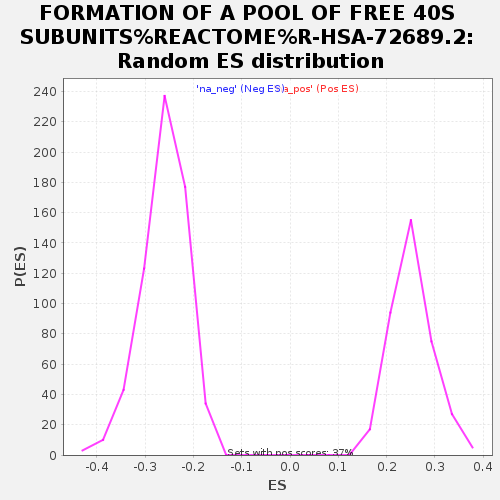 FORMATION OF A POOL OF FREE 40S
SUBUNITS%REACTOME%R-HSA-72689.2:
Random ES distribution
'na_neg' (Neg ES) a_pos' (Pos ES)
240
220
200
180
160
140
120
100
80
60
40
20
0
P(ES)
Sets with pos scores: 37%
-0.4 -0.3 -0.2 -0.1 0.0 0.1 0.2 0.3 0.4
ES